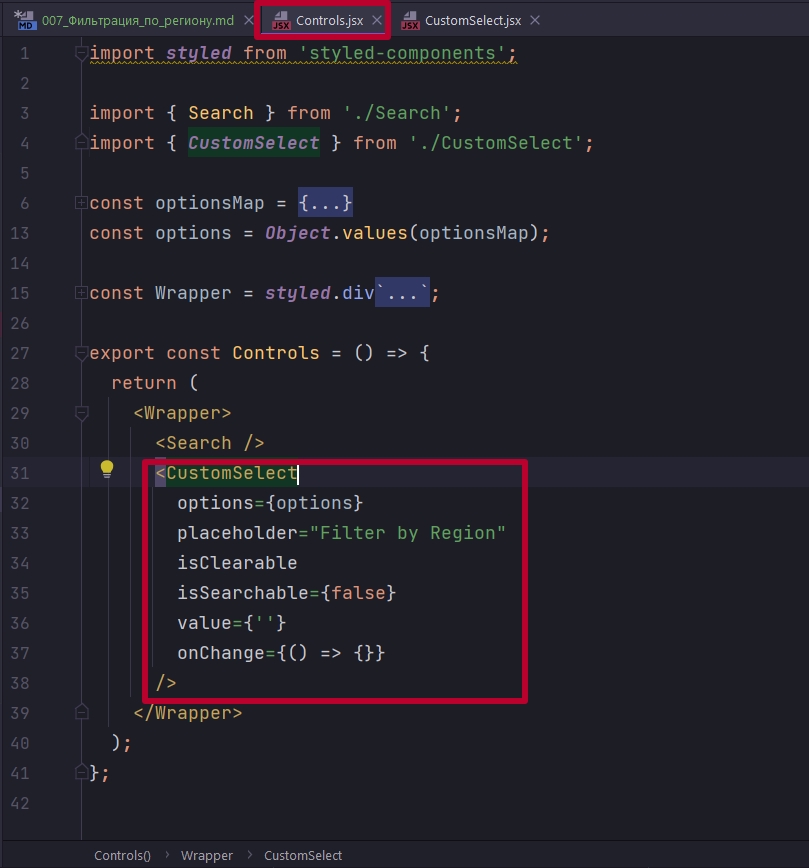 MD 007_Фильтрация_по_региону.md JSX Controls.jsx JSX CustomSelect.jsx
1 import styled from 'styled-components';
2
3 import { Search } from './Search';
4 import { CustomSelect } from './CustomSelect';
5
6 const optionsMap = {...}
13 const options = Object.values(optionsMap);
14
15 const Wrapper = styled.div`...`;
26
27 export const Controls = () => {
28 return (
29 <Wrapper>
30 <Search />
31 <CustomSelect
32 options={options}
33 placeholder="Filter by Region"
34 isClearable
35 isSearchable={false}
36 value={''}
37 onChange={() => {}}
38 />
39 </Wrapper>
40 );
41 };
42
Controls() › Wrapper › CustomSelect